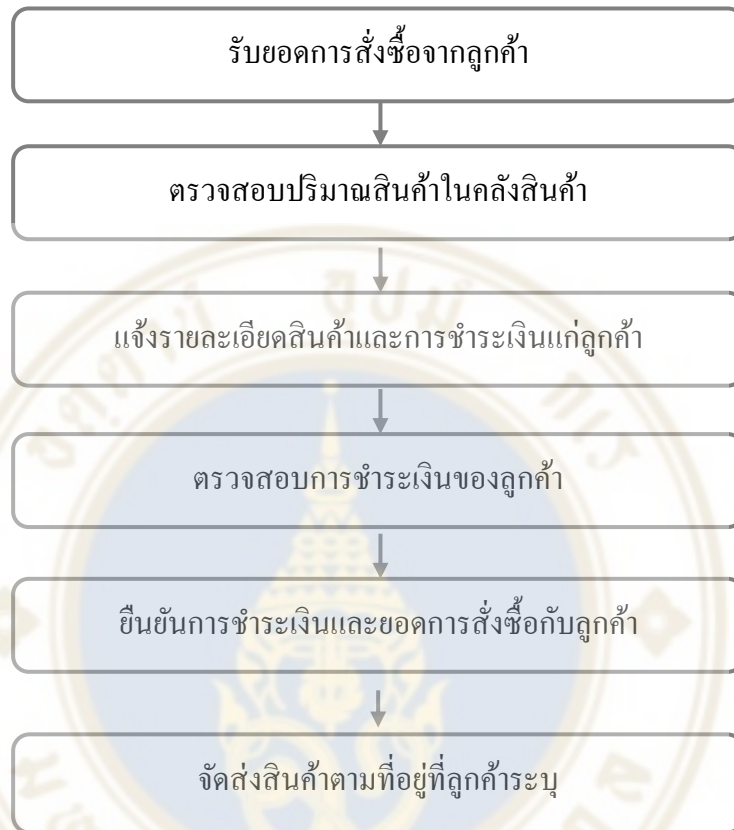 รับยอดการสั่งซื้อจากลูกค้า
ตรวจสอบปริมาณสินค้าในคลังสินค้า
แจ้งรายละเอียดสินค้าและการชำระเงินแก่ลูกค้า
ตรวจสอบการชำระเงินของลูกค้า
ยืนยันการชำระเงินและยอดการสั่งซื้อกับลูกค้า
จัดส่งสินค้าตามที่อยู่ที่ลูกค้าระบุ